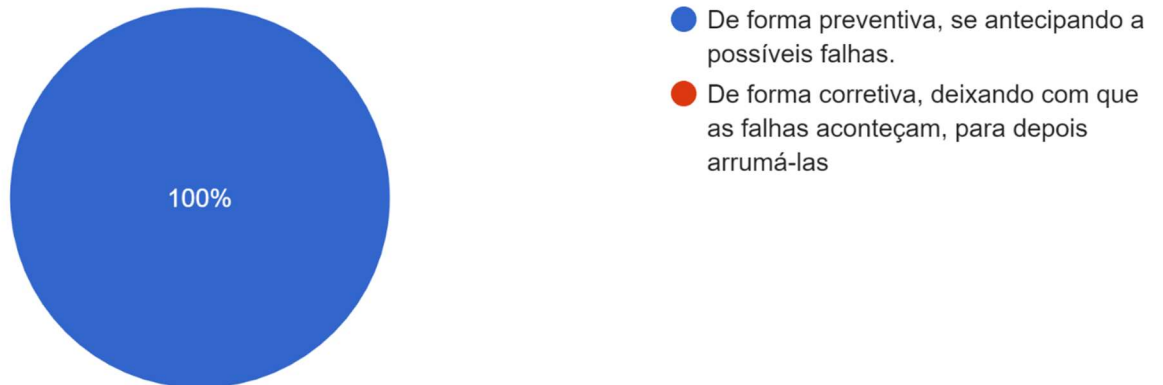 De forma preventiva, se antecipando a
possíveis falhas.
De forma corretiva, deixando com que
as falhas aconteçam, para depois
arrumá-las
100%